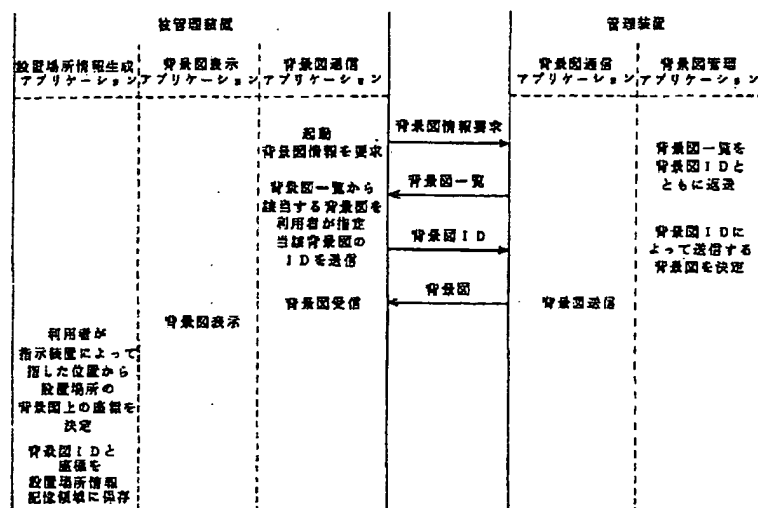 被管理装置
管理装置
設置場所情報生成
アプリケーション
背景図表示
アプリケーション
背景図通信
アプリケーション
背景図通信
アプリケーション
背景図管理
アプリケーション
起動
背景図情報を要求
背景図情報要求
背景図一覧を
背景図IDと
ともに返送
背景図一覧
背景図一覧から
該当する背景図を
利用者が指定
当該背景図の
IDを送信
背景図ID
背景図IDに
よって送信する
背景図を決定
背景図
背景図受信
背景図送信
背景図表示
利用者が
指示装置によって
指した位置から
設置場所の
背景図上の座標を
決定
背景図IDと
座標を
設置場所情報
記憶領域に保存